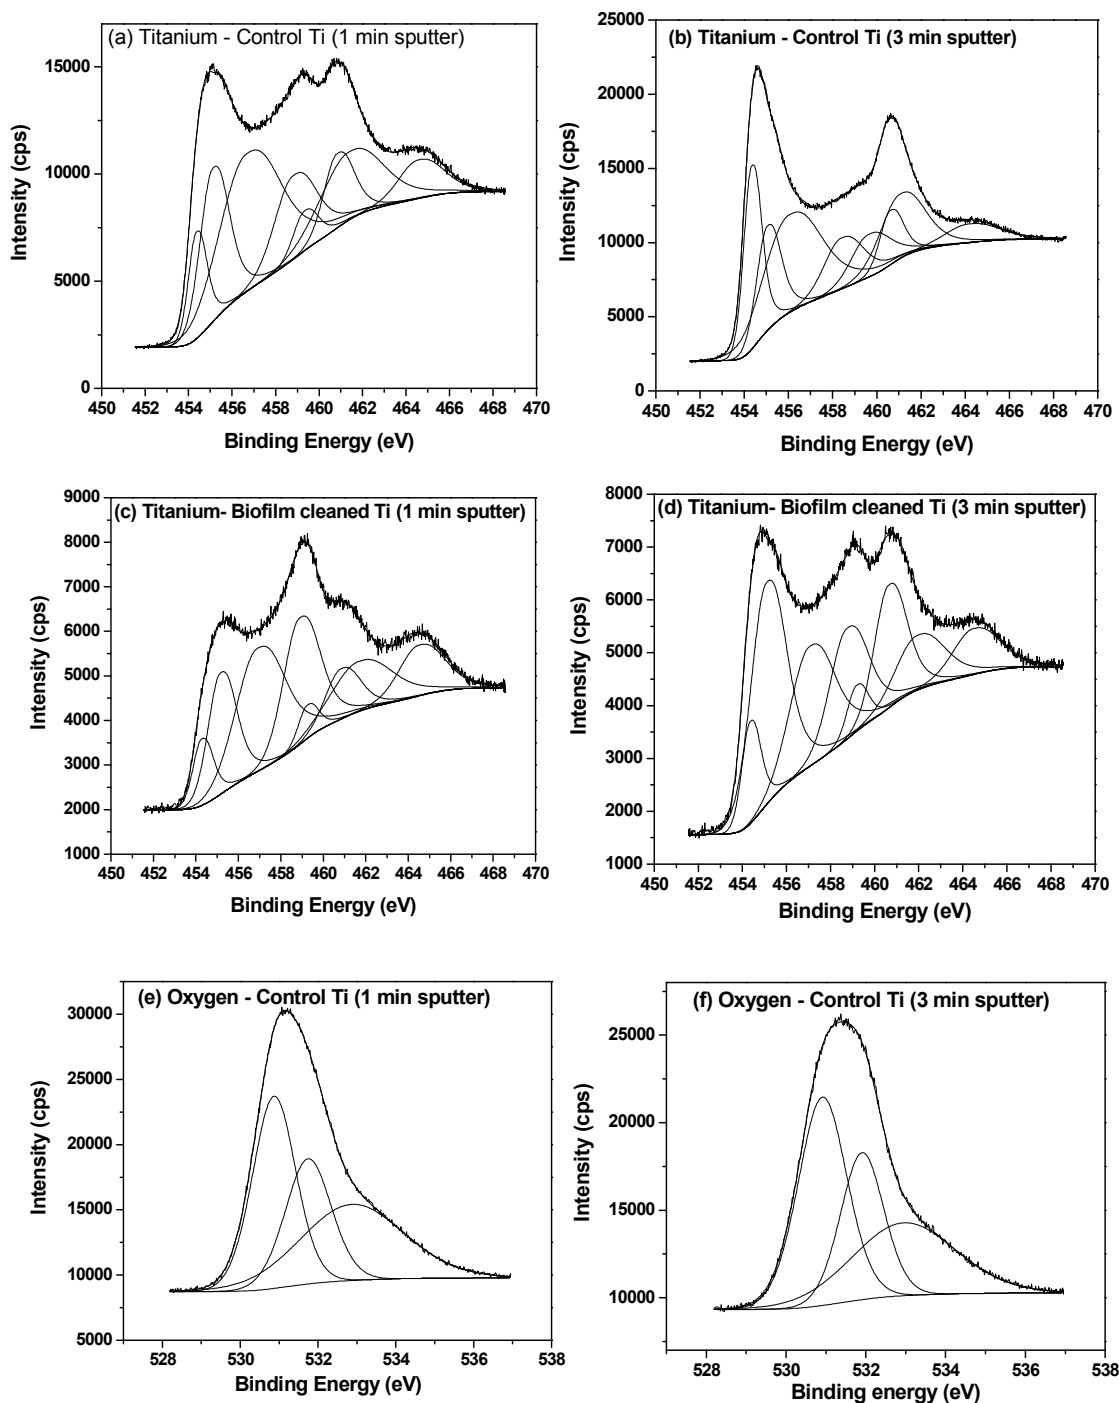 (a) Titanium - Control Ti (1 min sputter)
15000
10000
5000
0
Intensity (cps)
450 452 454 456 458 460 462 464 466 468 470
Binding Energy (eV)
(b) Titanium - Control Ti (3 min sputter)
25000
20000
15000
10000
5000
0
Intensity (cps)
450 452 454 456 458 460 462 464 466 468 470
Binding Energy (eV)
(c) Titanium- Biofilm cleaned Ti (1 min sputter)
9000
8000
7000
6000
5000
4000
3000
2000
1000
Intensity (cps)
450 452 454 456 458 460 462 464 466 468 470
Binding Energy (eV)
(d) Titanium- Biofilm cleaned Ti (3 min sputter)
8000
7000
6000
5000
4000
3000
2000
1000
Intensity (cps)
450 452 454 456 458 460 462 464 466 468 470
Binding Energy (eV)
(e) Oxygen - Control Ti (1 min sputter)
30000
25000
20000
15000
10000
5000
Intensity (cps)
528 530 532 534 536 538
Binding Energy (eV)
(f) Oxygen - Control Ti (3 min sputter)
25000
20000
15000
10000
Intensity (cps)
528 530 532 534 536 538
Binding energy (eV)